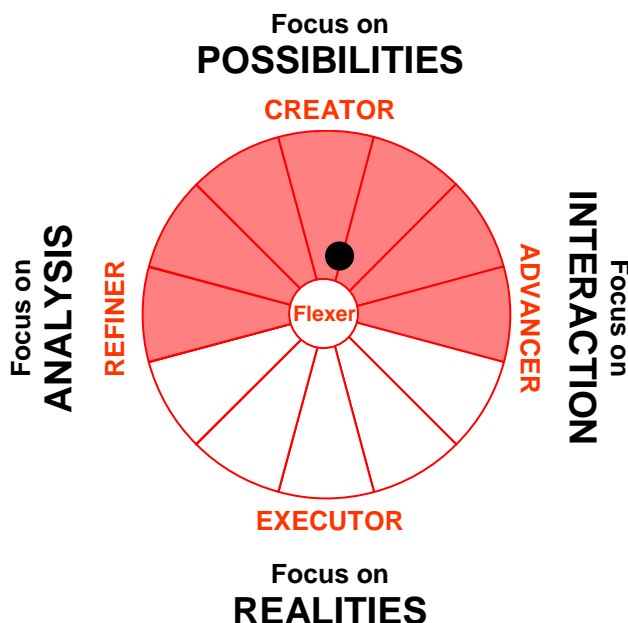 Focus on
POSSIBILITIES
CREATOR
Focus on
ANALYSIS
REFINER
Flexer
ADVANCER
INTERACTION
Focus on
EXECUTOR
Focus on
REALITIES